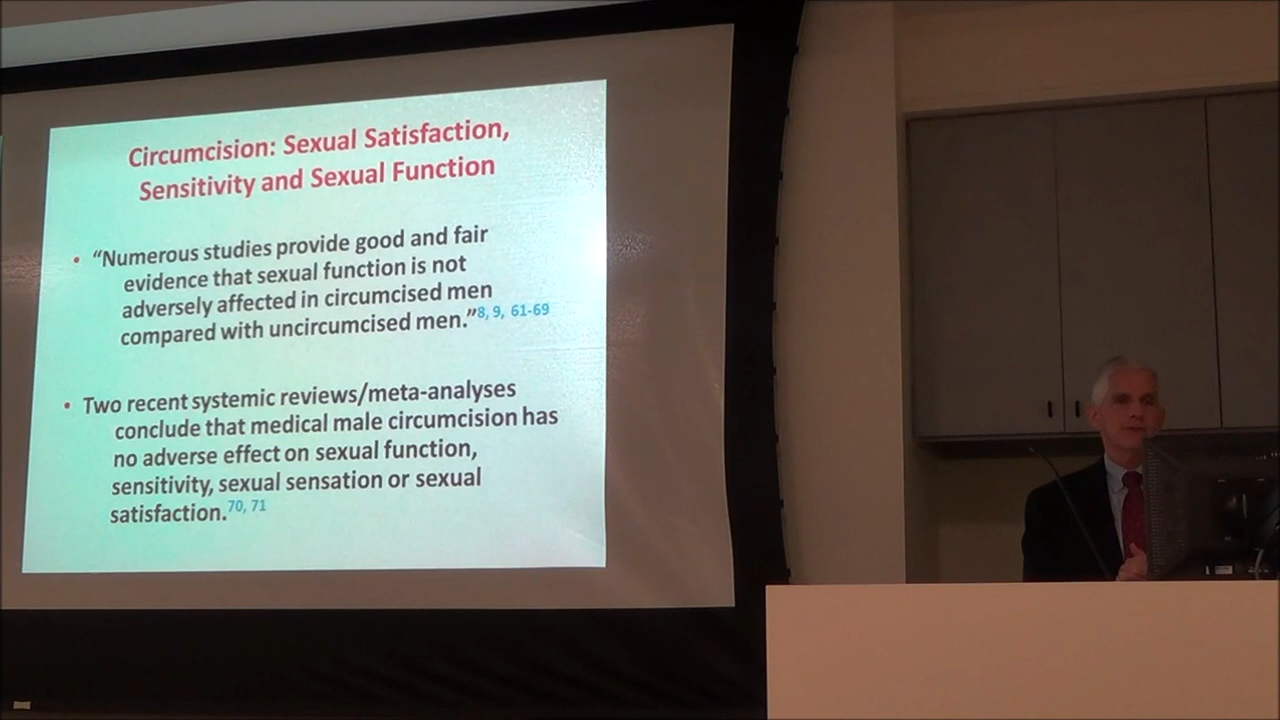 Circumcision: Sexual Satisfaction,
Sensitivity and Sexual Function
• “Numerous studies provide good and fair
evidence that sexual function is not
adversely affected in circumcised men
compared with uncircumcised men.”8, 9, 61-69
• Two recent systemic reviews/meta-analyses
conclude that medical male circumcision has
no adverse effect on sexual function,
sensitivity, sexual sensation or sexual
satisfaction.70, 71